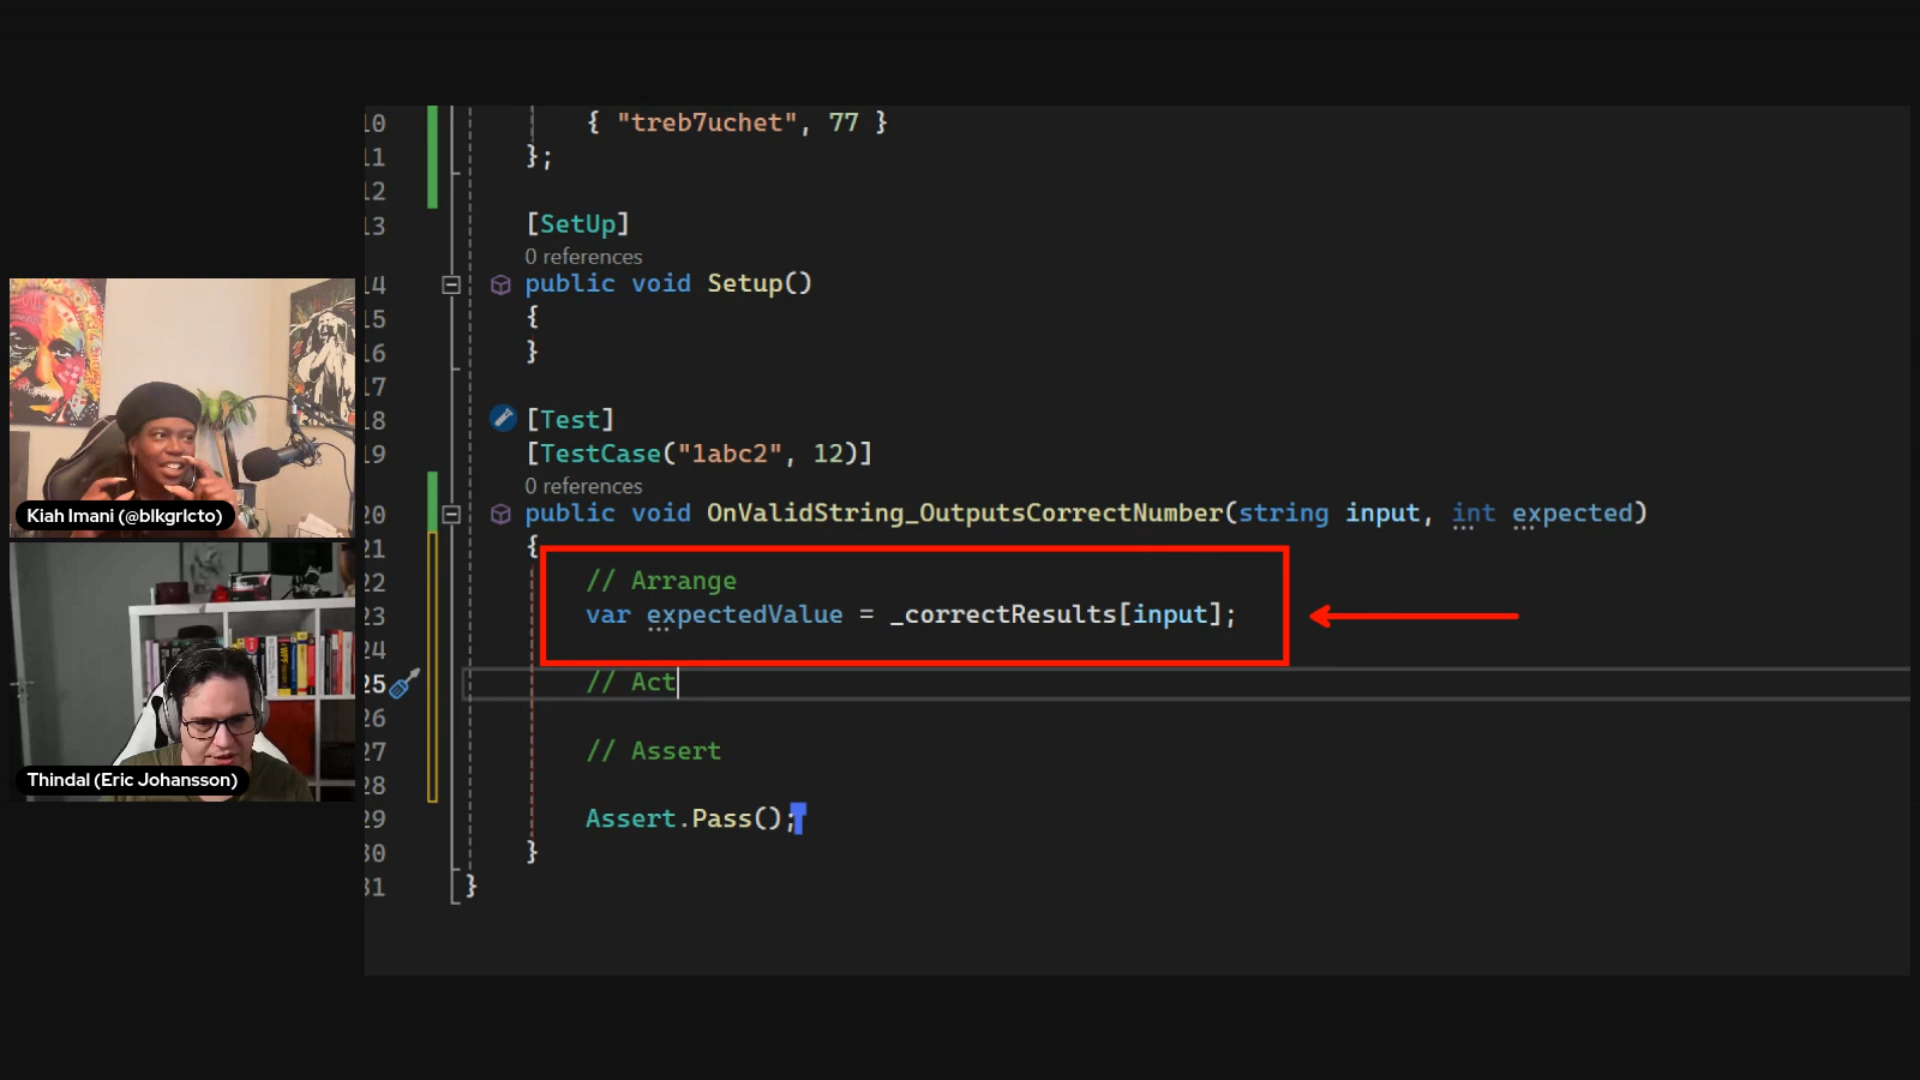 10 { "treb7uchet", 77 }
11 };
12
13 [SetUp]
0 references
14 public void Setup()
15 {
16 }
17
18 [Test]
19 [TestCase("1abc2", 12)]
0 references
20 public void OnValidString_OutputsCorrectNumber(string input, int expected)
21 {
22 // Arrange
23 var expectedValue = _correctResults[input];
24
25 // Act
26
27 // Assert
28
29 Assert.Pass();
30 }
31 }
Kiah Imani (@blkgrlcto)
Thindal (Eric Johansson)